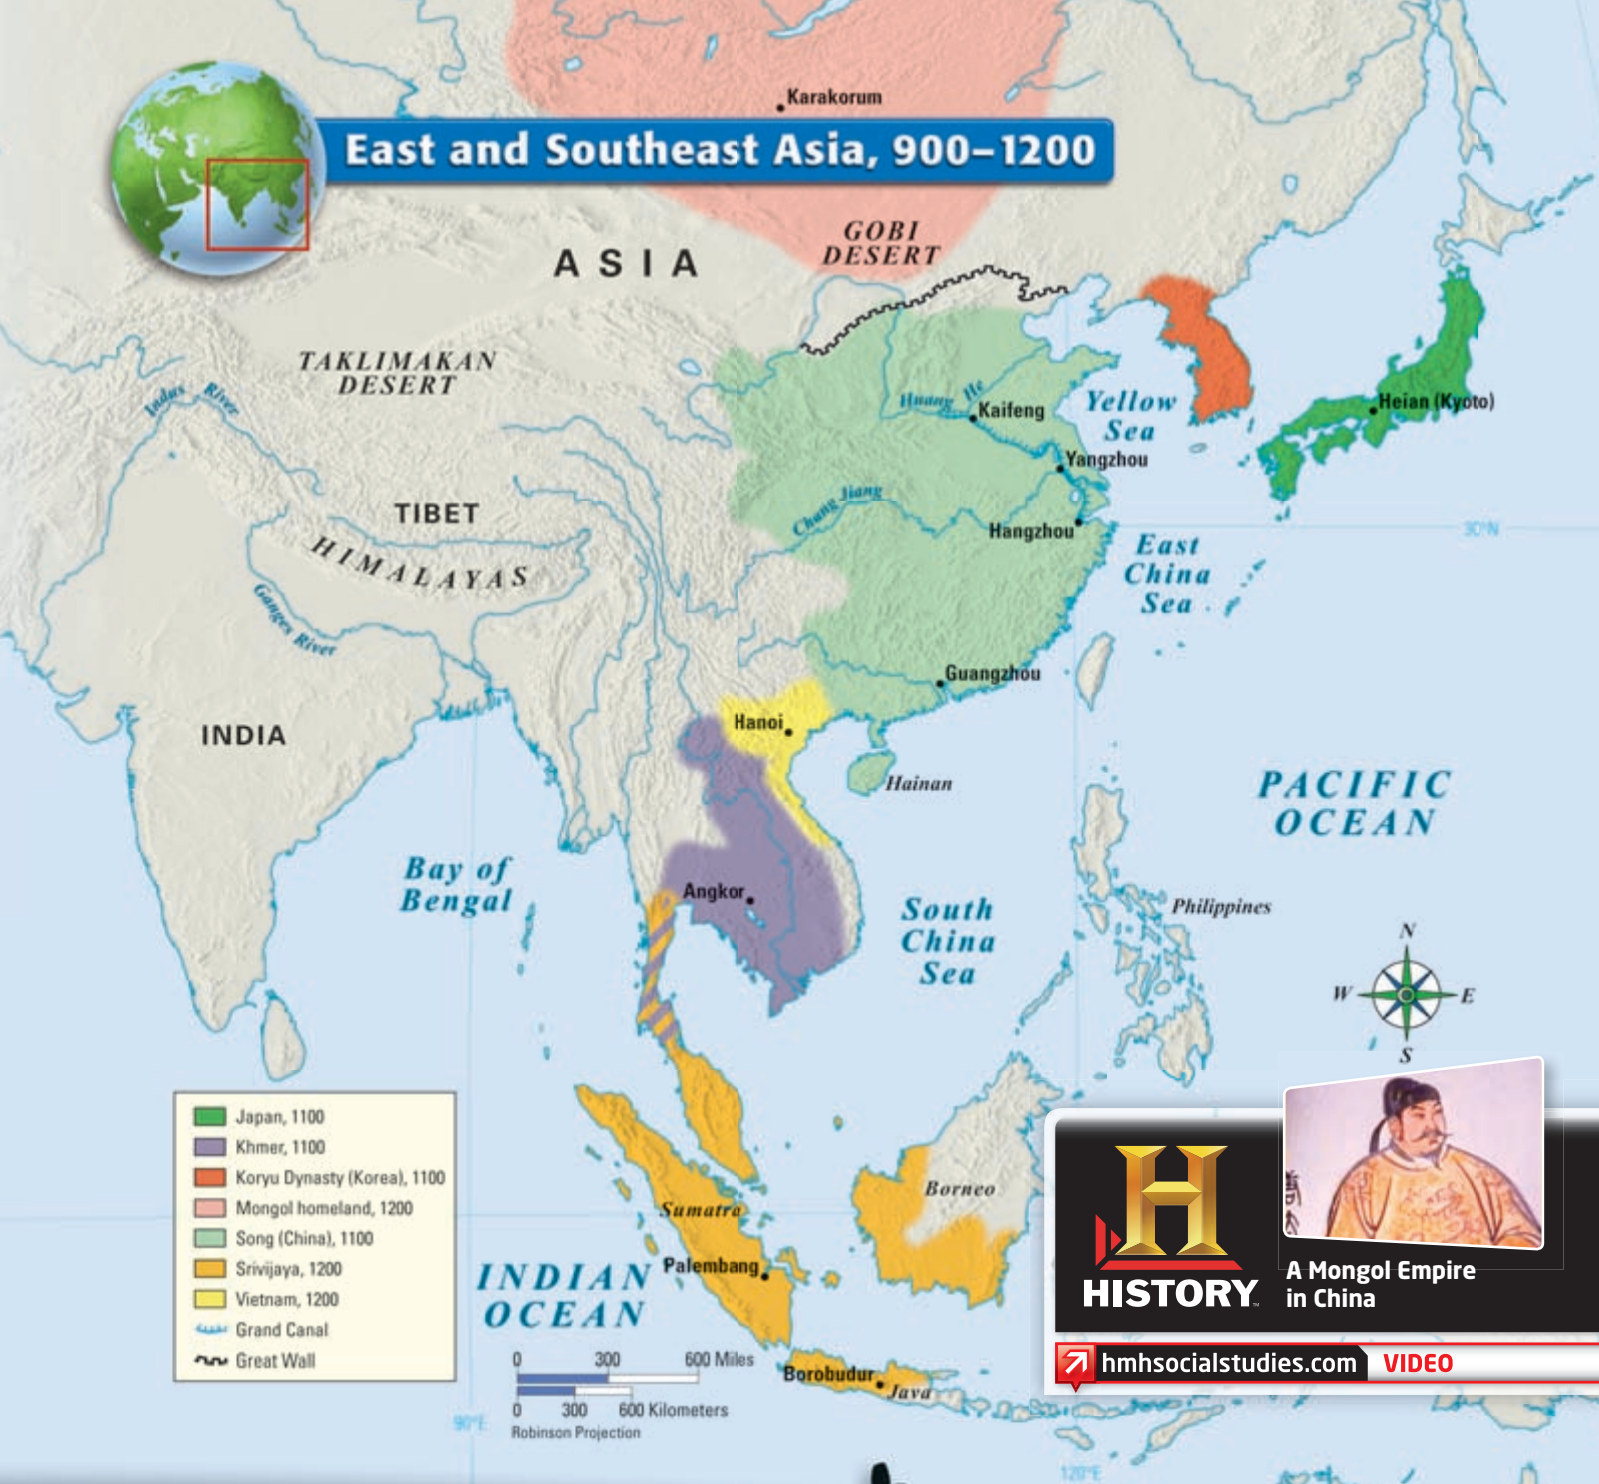 Karakorum
East and Southeast Asia, 900–1200
GOBI
DESERT
ASIA
TAKLIMAKAN
DESERT
Indus River
Huang He
Kaifeng
Yellow
Sea
Heian (Kyoto)
Yangzhou
TIBET
Chang Jiang
Hangzhou
30°N
HIMALAYAS
East
China
Sea
Ganges River
Guangzhou
INDIA
Hanoi
Hainan
PACIFIC
OCEAN
Bay of
Bengal
Angkor
South
China
Sea
Philippines
N
W
E
S
Japan, 1100
Khmer, 1100
Koryu Dynasty (Korea), 1100
Mongol homeland, 1200
Song (China), 1100
Srivijaya, 1200
Vietnam, 1200
Grand Canal
Great Wall
Borneo
Sumatra
Palembang
INDIAN
OCEAN
Borobudur
Java
0 300 600 Miles
0 300 600 Kilometers
Robinson Projection
90°E
120°E
H
HISTORY™
A Mongol Empire
in China
hmhsocialstudies.com VIDEO